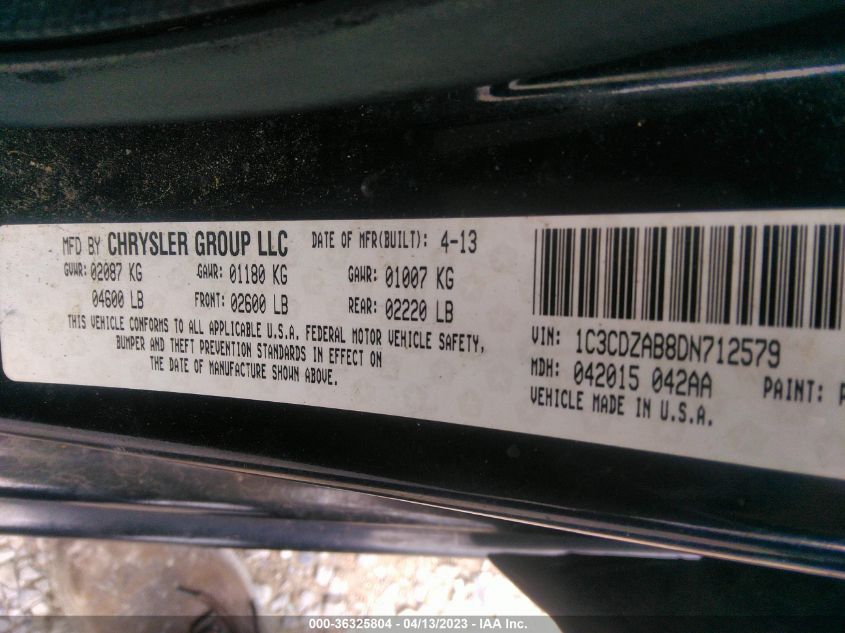 MFD BY CHRYSLER GROUP LLC DATE OF MFR(BUILT): 4-13
GVWR: 02087 KG GAWR: 01180 KG GAWR: 01007 KG
04600 LB FRONT: 02600 LB REAR: 02220 LB
THIS VEHICLE CONFORMS TO ALL APPLICABLE U.S.A. FEDERAL MOTOR VEHICLE SAFETY,
BUMPER AND THEFT PREVENTION STANDARDS IN EFFECT ON
THE DATE OF MANUFACTURE SHOWN ABOVE.
VIN: 1C3CDZAB8DN712579
MDH: 042015 042AA PAINT:
VEHICLE MADE IN U.S.A.
000-36325804 - 04/13/2023 - IAA Inc.